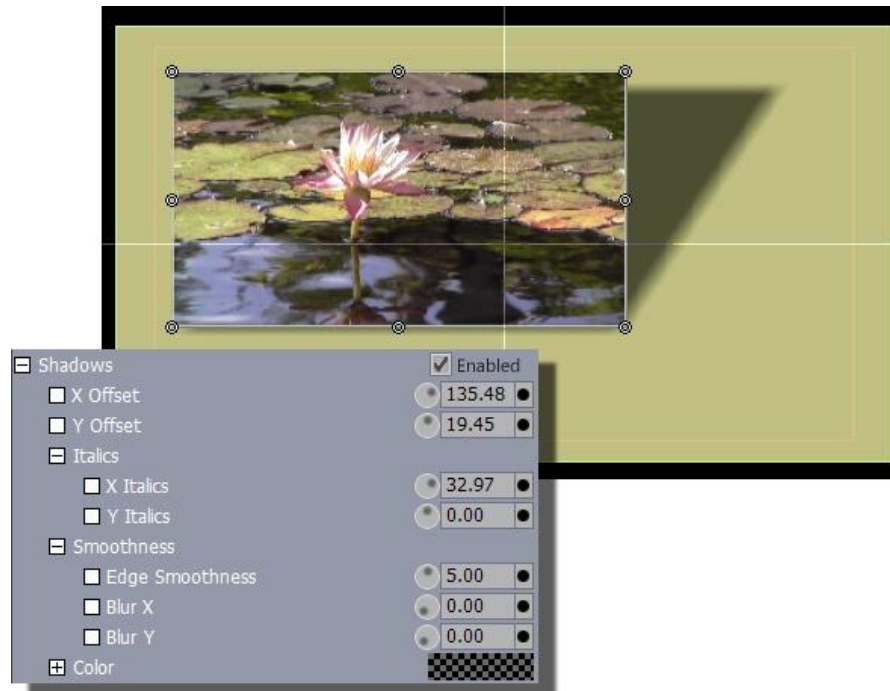 Shadows Enabled
X Offset 135.48
Y Offset 19.45
Italics
X Italics 32.97
Y Italics 0.00
Smoothness
Edge Smoothness 5.00
Blur X 0.00
Blur Y 0.00
Color